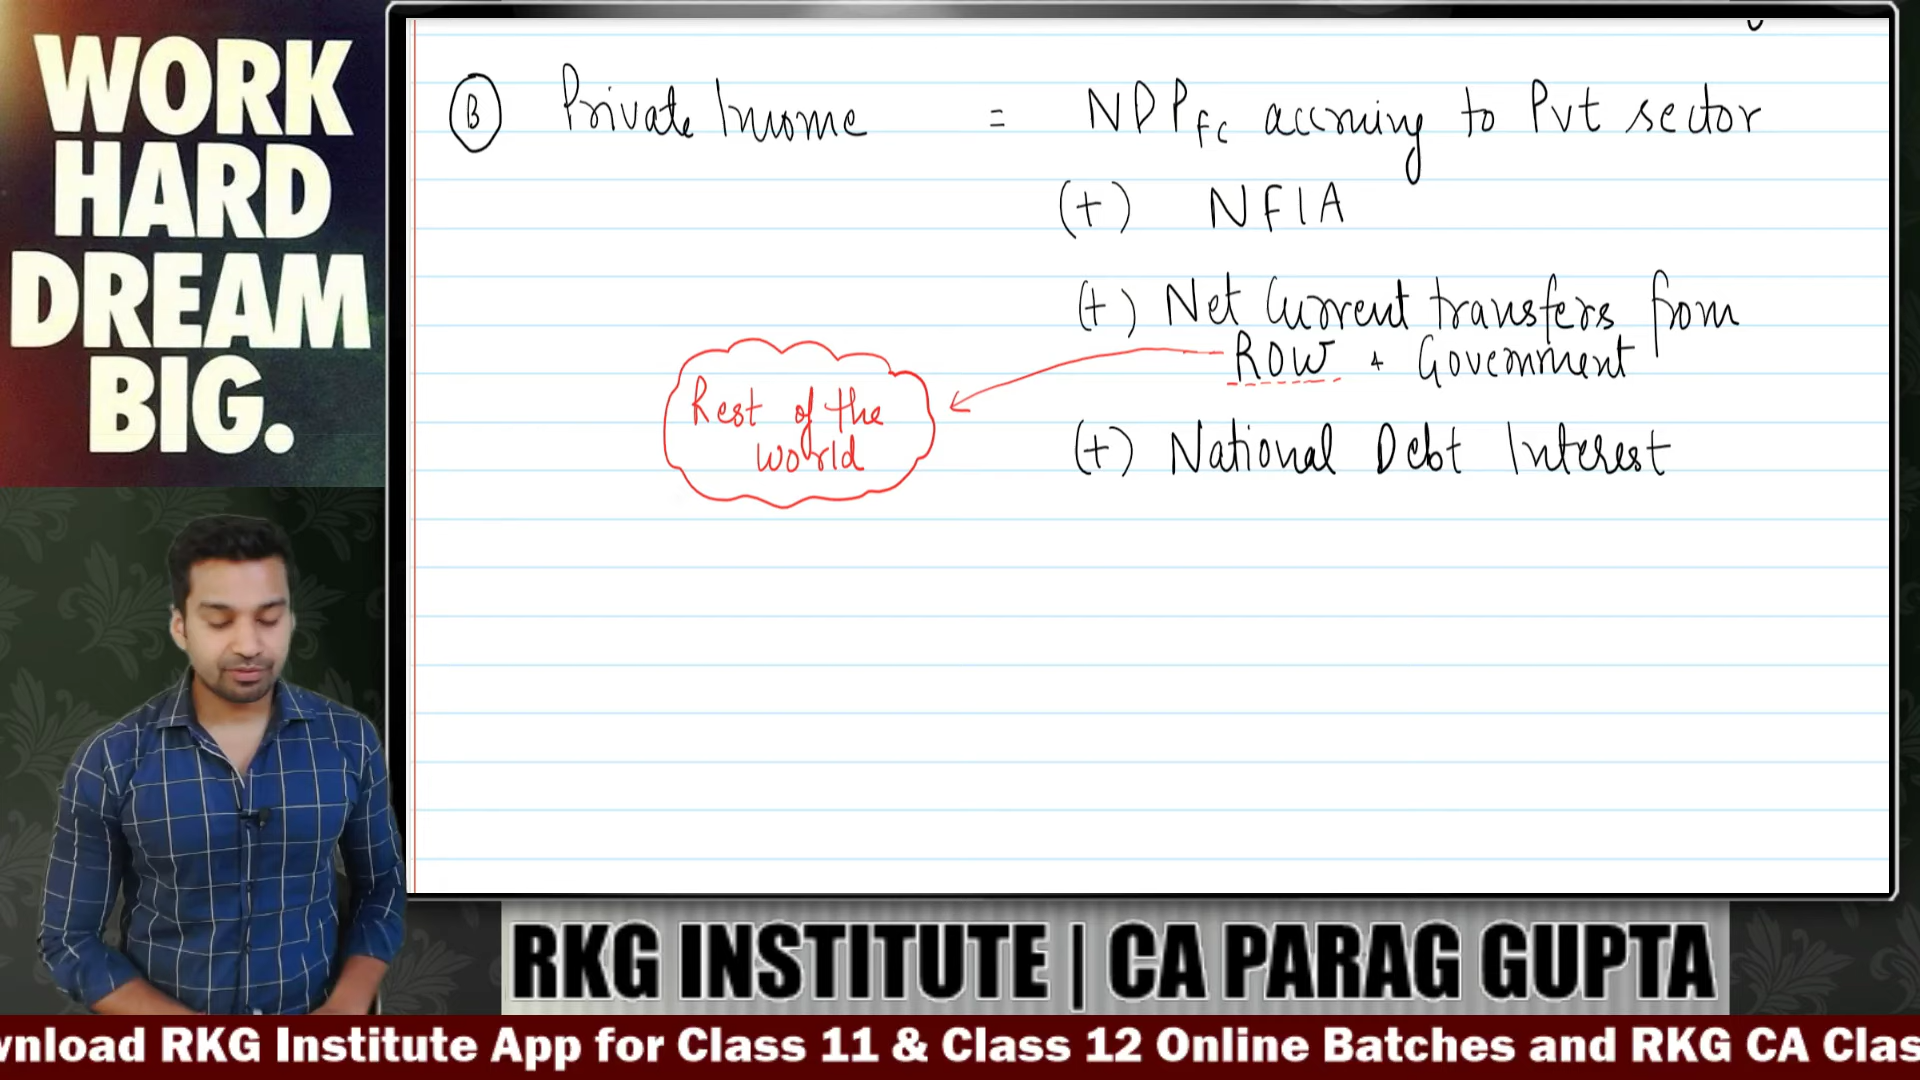 WORK
HARD
DREAM
BIG.
B Private Income = NDPFC accruing to Pvt sector
(+) NFIA
(+) Net Current transfers from
ROW + Government
Rest of the
world
(+) National Debt Interest
RKG INSTITUTE | CA PARAG GUPTA
wnload RKG Institute App for Class 11 & Class 12 Online Batches and RKG CA Clas